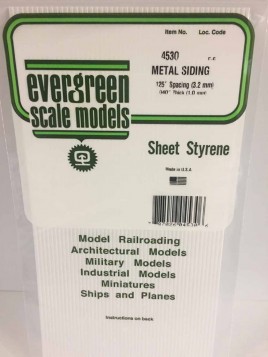 Item No. Loc. Code
4530
METAL SIDING
.125" Spacing (3.2 mm)
.040" Thick (1.0 mm)
evergreen
scale models
Sheet Styrene
Made in U.S.A
Model Railroading
Architectural Models
Military Models
Industrial Models
Miniatures
Ships and Planes
Instructions on back